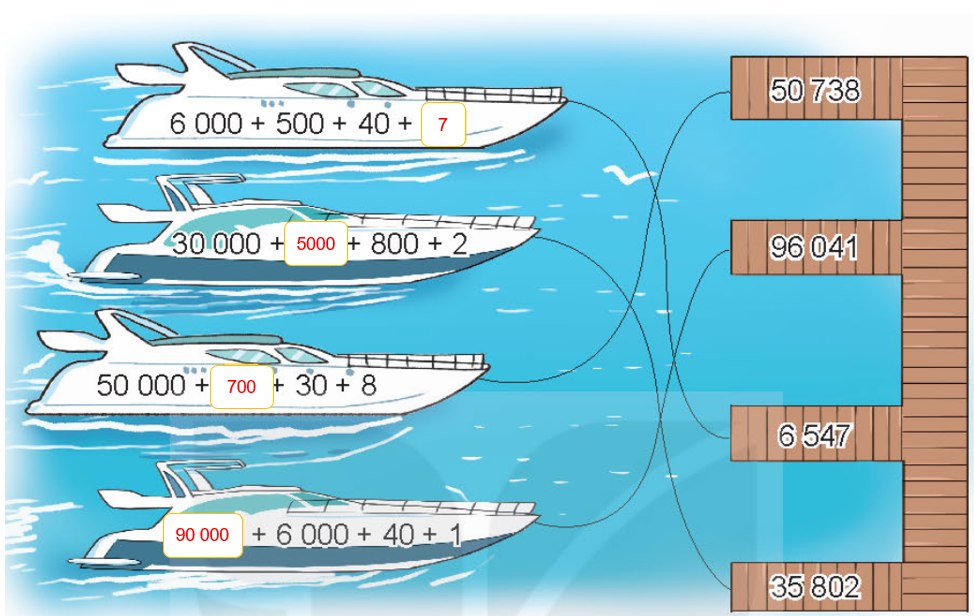 6 000 + 500 + 40 + 7
30 000 + 5000 + 800 + 2
50 000 + 700 + 30 + 8
90 000 + 6 000 + 40 + 1
50 738
96 041
6 547
35 802